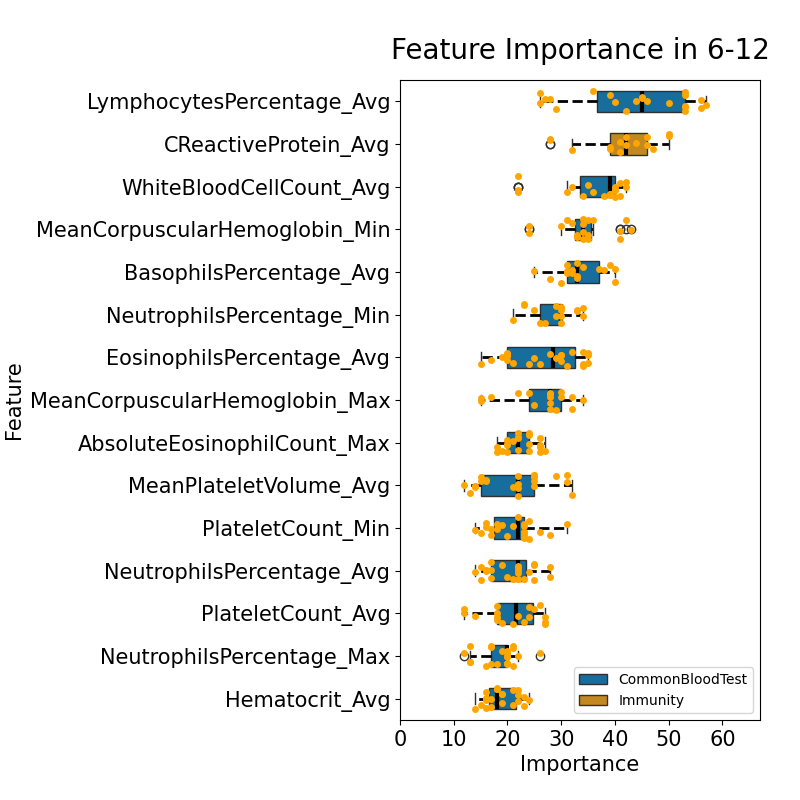 Feature Importance in 6-12
LymphocytesPercentage_Avg
CReactiveProtein_Avg
WhiteBloodCellCount_Avg
MeanCorpuscularHemoglobin_Min
BasophilsPercentage_Avg
NeutrophilsPercentage_Min
EosinophilsPercentage_Avg
MeanCorpuscularHemoglobin_Max
AbsoluteEosinophilCount_Max
MeanPlateletVolume_Avg
PlateletCount_Min
NeutrophilsPercentage_Avg
PlateletCount_Avg
NeutrophilsPercentage_Max
Hematocrit_Avg
Feature
CommonBloodTest
Immunity
0 10 20 30 40 50 60
Importance